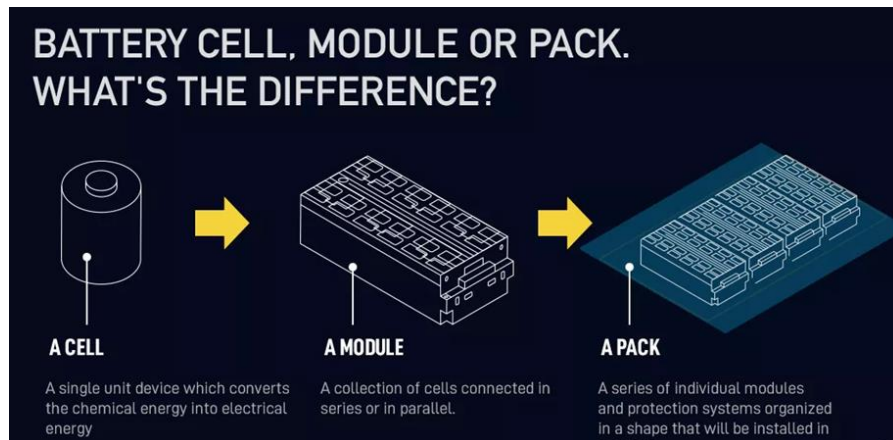 BATTERY CELL, MODULE OR PACK.
WHAT'S THE DIFFERENCE?
A CELL
A single unit device which converts
the chemical energy into electrical
energy
A MODULE
A collection of cells connected in
series or in parallel.
A PACK
A series of individual modules
and protection systems organized
in a shape that will be installed in